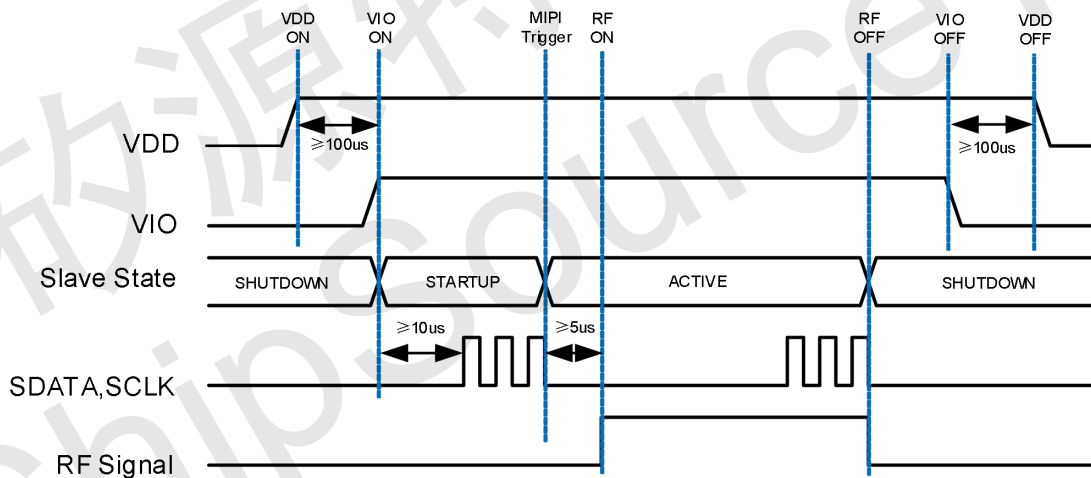 VDD ON
VIO ON
MIPI Trigger
RF ON
RF OFF
VIO OFF
VDD OFF
VDD
≥100us
≥100us
VIO
Slave State
SHUTDOWN
STARTUP
ACTIVE
SHUTDOWN
≥10us
≥5us
SDATA,SCLK
RF Signal
hipSource